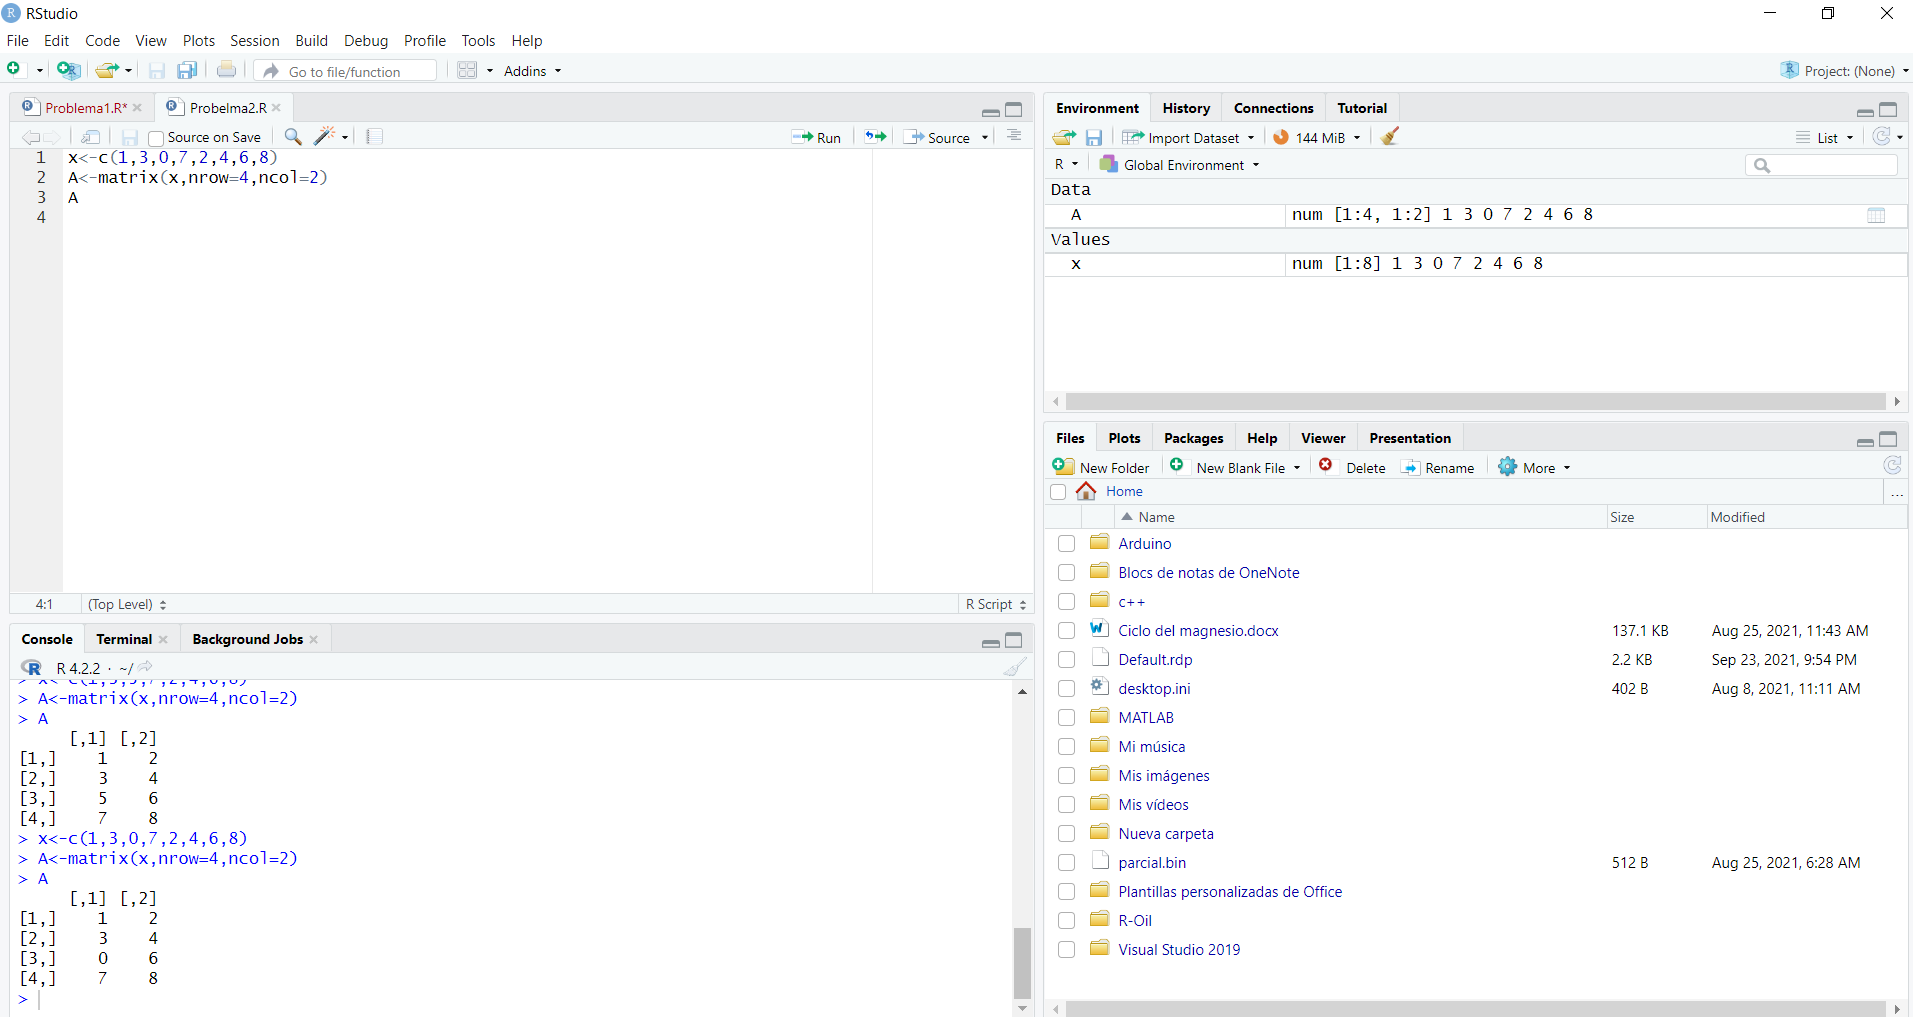 RStudio
File Edit Code View Plots Session Build Debug Profile Tools Help
Go to file/function Addins Project: (None)
Problema1.R* Probelma2.R
Source on Save Run Source
1 x<-c(1,3,0,7,2,4,6,8)
2 A<-matrix(x,nrow=4,ncol=2)
3 A
4
4:1 (Top Level) R Script
Console Terminal Background Jobs
R 4.2.2 · ~/
> A<-matrix(x,nrow=4,ncol=2)
> A
[,1] [,2]
[1,] 1 2
[2,] 3 4
[3,] 5 6
[4,] 7 8
> x<-c(1,3,0,7,2,4,6,8)
> A<-matrix(x,nrow=4,ncol=2)
> A
[,1] [,2]
[1,] 1 2
[2,] 3 4
[3,] 0 6
[4,] 7 8
>
Environment History Connections Tutorial
Import Dataset 144 MiB List
R Global Environment
Data
A num [1:4, 1:2] 1 3 0 7 2 4 6 8
Values
x num [1:8] 1 3 0 7 2 4 6 8
Files Plots Packages Help Viewer Presentation
New Folder New Blank File Delete Rename More
Home ...
Name Size Modified
Arduino
Blocs de notas de OneNote
c++
Ciclo del magnesio.docx 137.1 KB Aug 25, 2021, 11:43 AM
Default.rdp 2.2 KB Sep 23, 2021, 9:54 PM
desktop.ini 402 B Aug 8, 2021, 11:11 AM
MATLAB
Mi música
Mis imágenes
Mis vídeos
Nueva carpeta
parcial.bin 512 B Aug 25, 2021, 6:28 AM
Plantillas personalizadas de Office
R-Oil
Visual Studio 2019